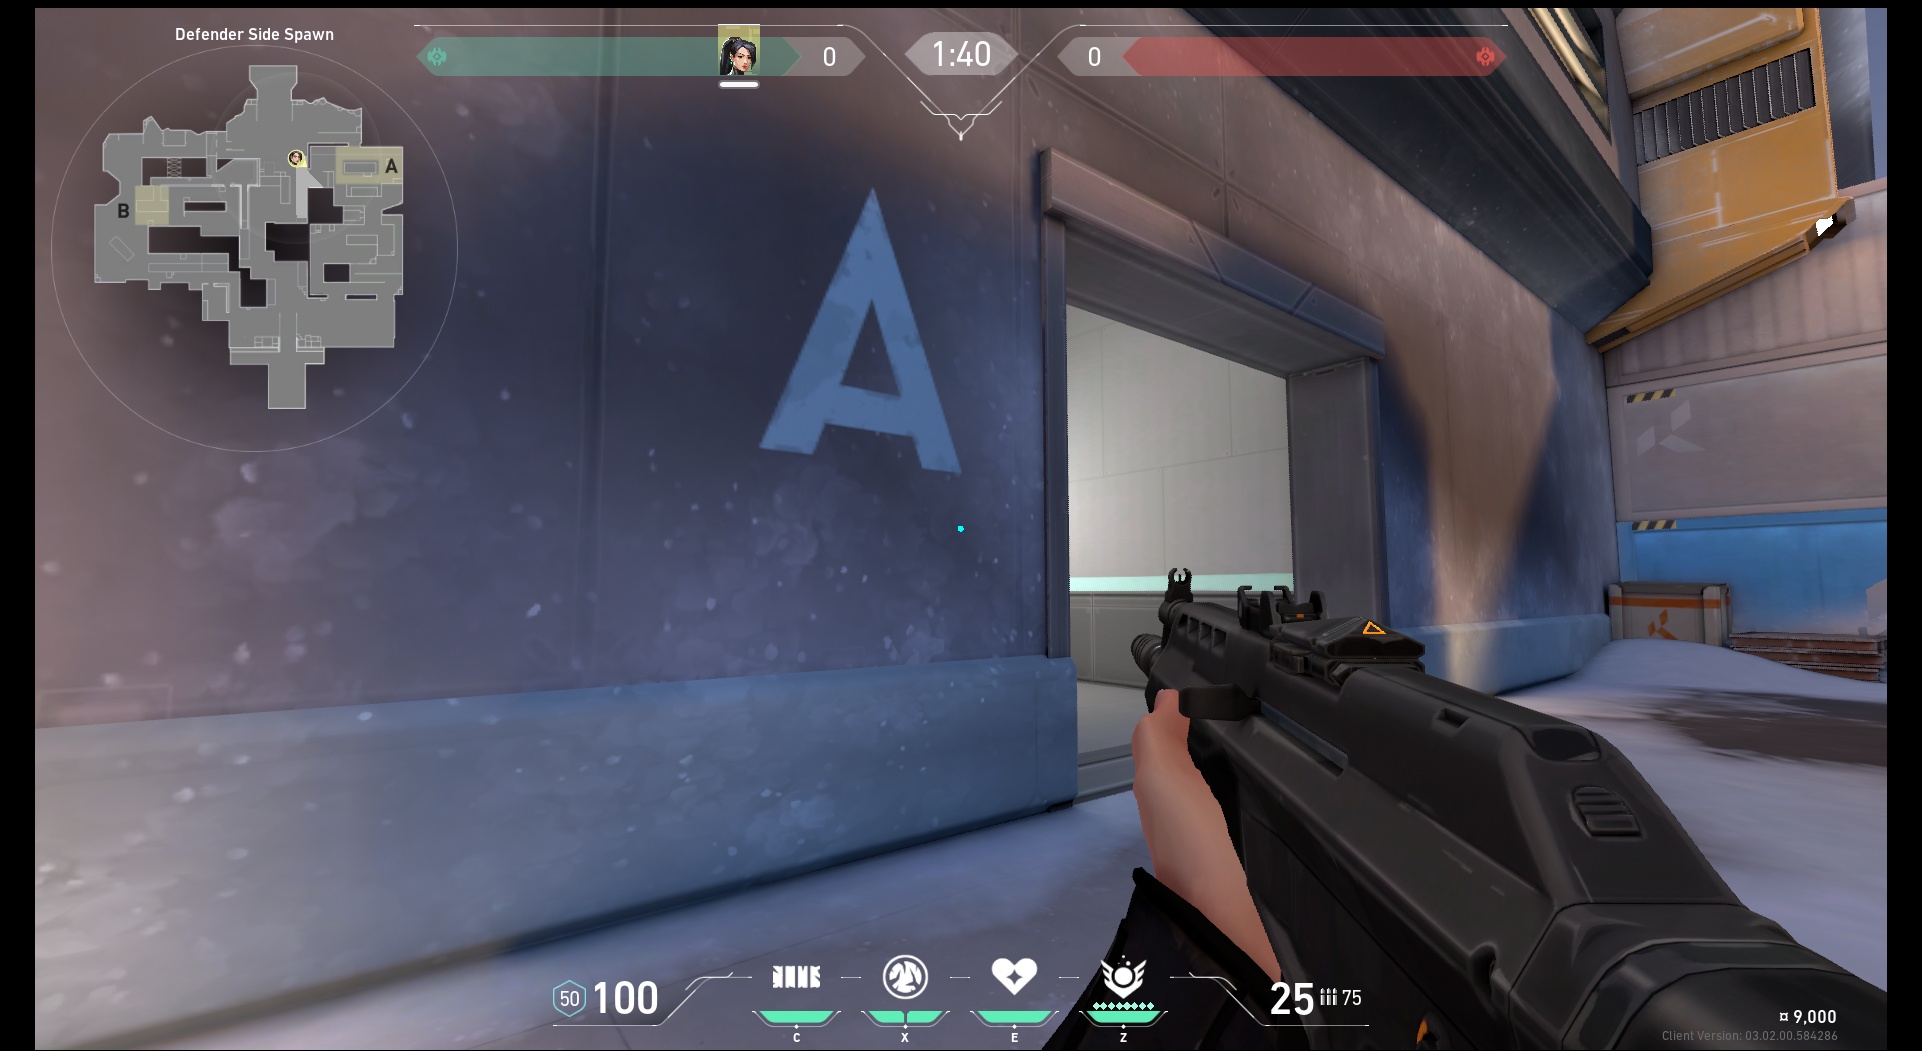 Defender Side Spawn
0
1:40
0
A
B
A
50
100
25
75
C
X
E
Z
¤ 9,000
Client Version: 03.02.00.584286